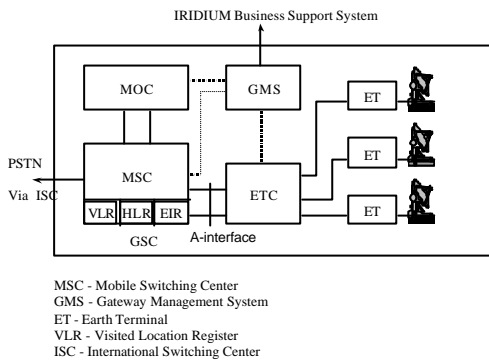 IRIDIUM Business Support System
MOC
GMS
ET
PSTN
Via ISC
MSC
ETC
ET
VLR HLR EIR
ET
GSC
A-interface
MSC - Mobile Switching Center
GMS - Gateway Management System
ET - Earth Terminal
VLR - Visited Location Register
ISC - International Switching Center